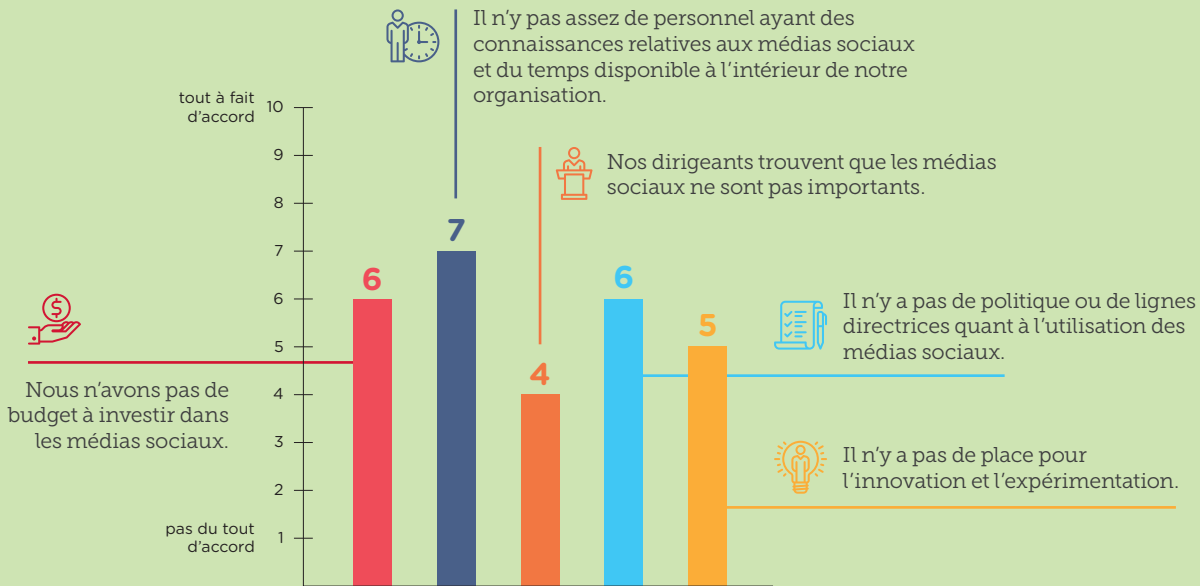 Il n'y pas assez de personnel ayant des
connaissances relatives aux médias sociaux
et du temps disponible à l'intérieur de notre
organisation.
tout à fait
d'accord
10
9
8
7
6
5
4
3
2
1
pas du tout
d'accord
Nos dirigeants trouvent que les médias
sociaux ne sont pas importants.
6
7
4
6
5
$
Nous n'avons pas de
budget à investir dans
les médias sociaux.
Il n'y a pas de politique ou de lignes
directrices quant à l'utilisation des
médias sociaux.
Il n'y a pas de place pour
l'innovation et l'expérimentation.